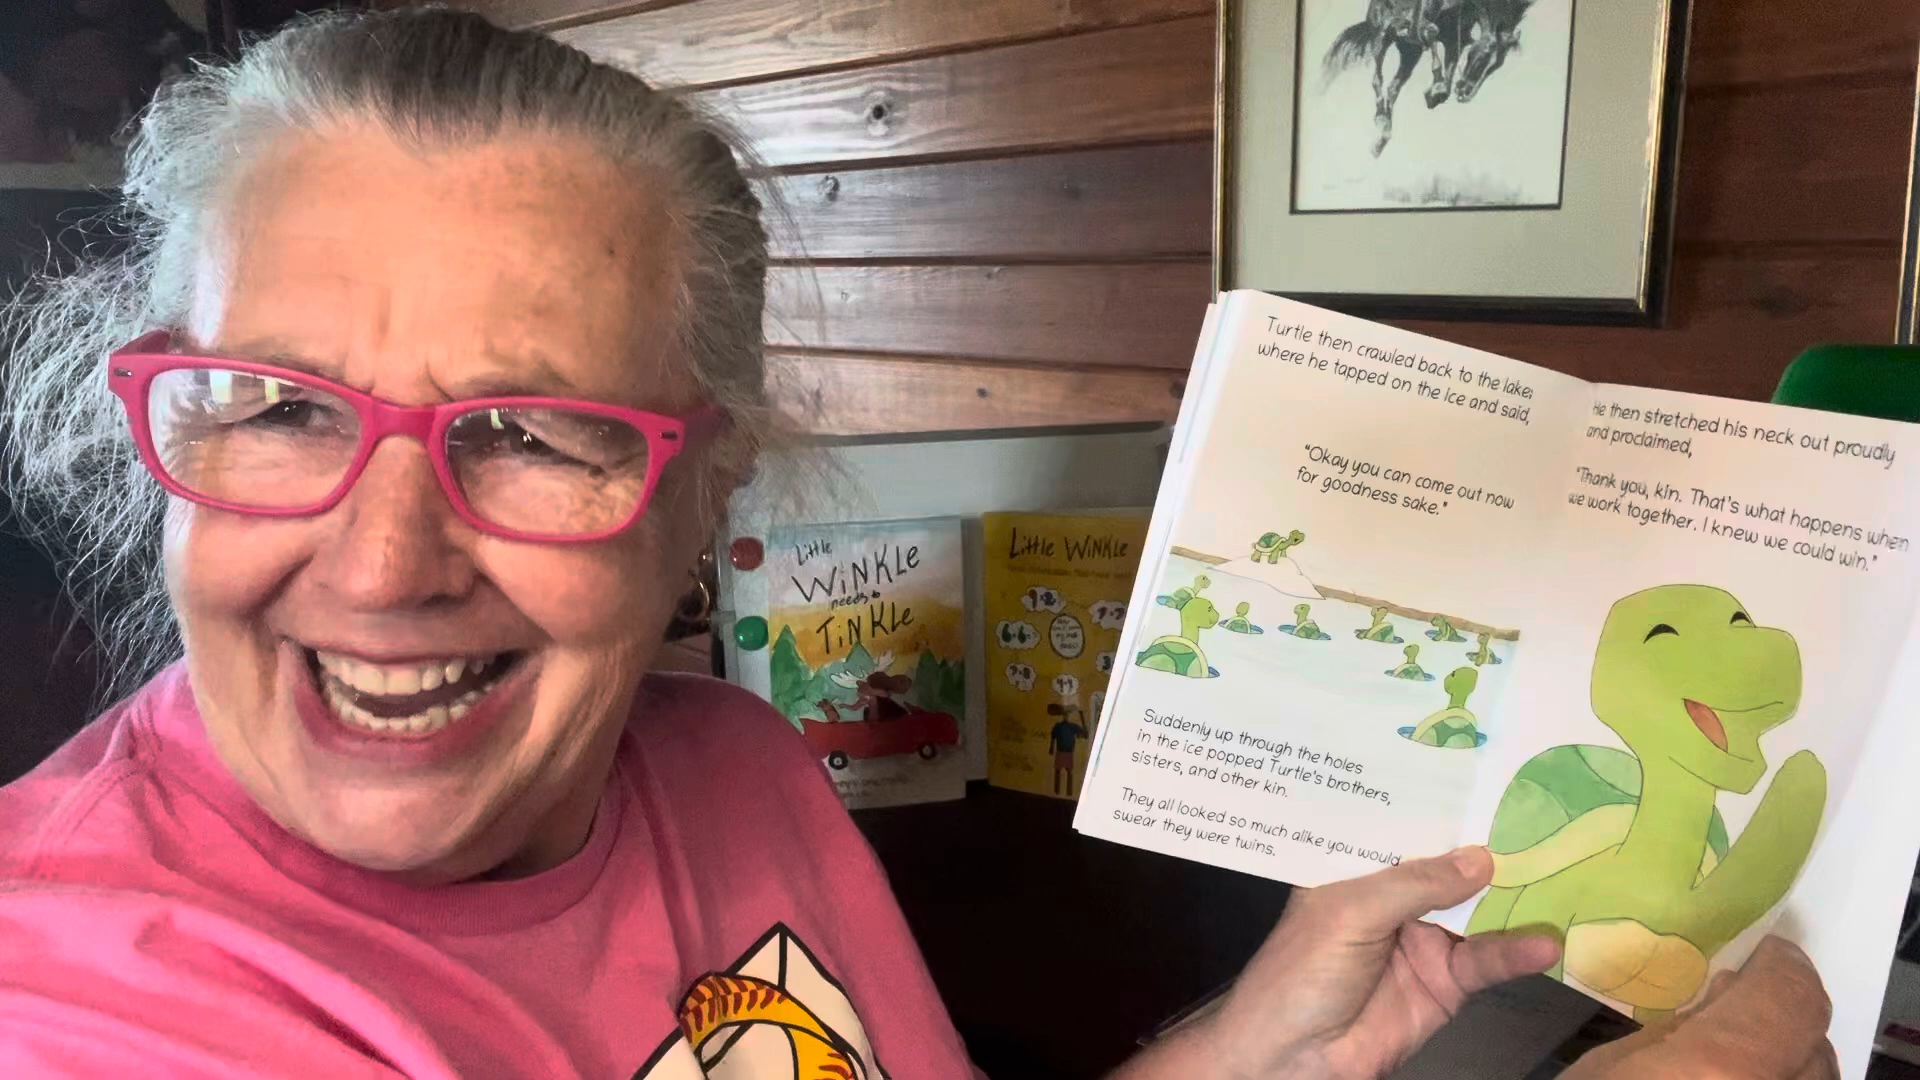 Turtle then crawled back to the lake;
where he tapped on the ice and said,
"Okay you can come out now
for goodness sake."
Suddenly up through the holes
in the ice popped Turtle's brothers,
sisters, and other kin.
They all looked so much alike you would
swear they were twins.
He then stretched his neck out proudly
and proclaimed,
"Thank you, kin. That's what happens when
we work together. I knew we could win."
Little
WiNKLe
needs to
TiNKLe
Little WiNKLe